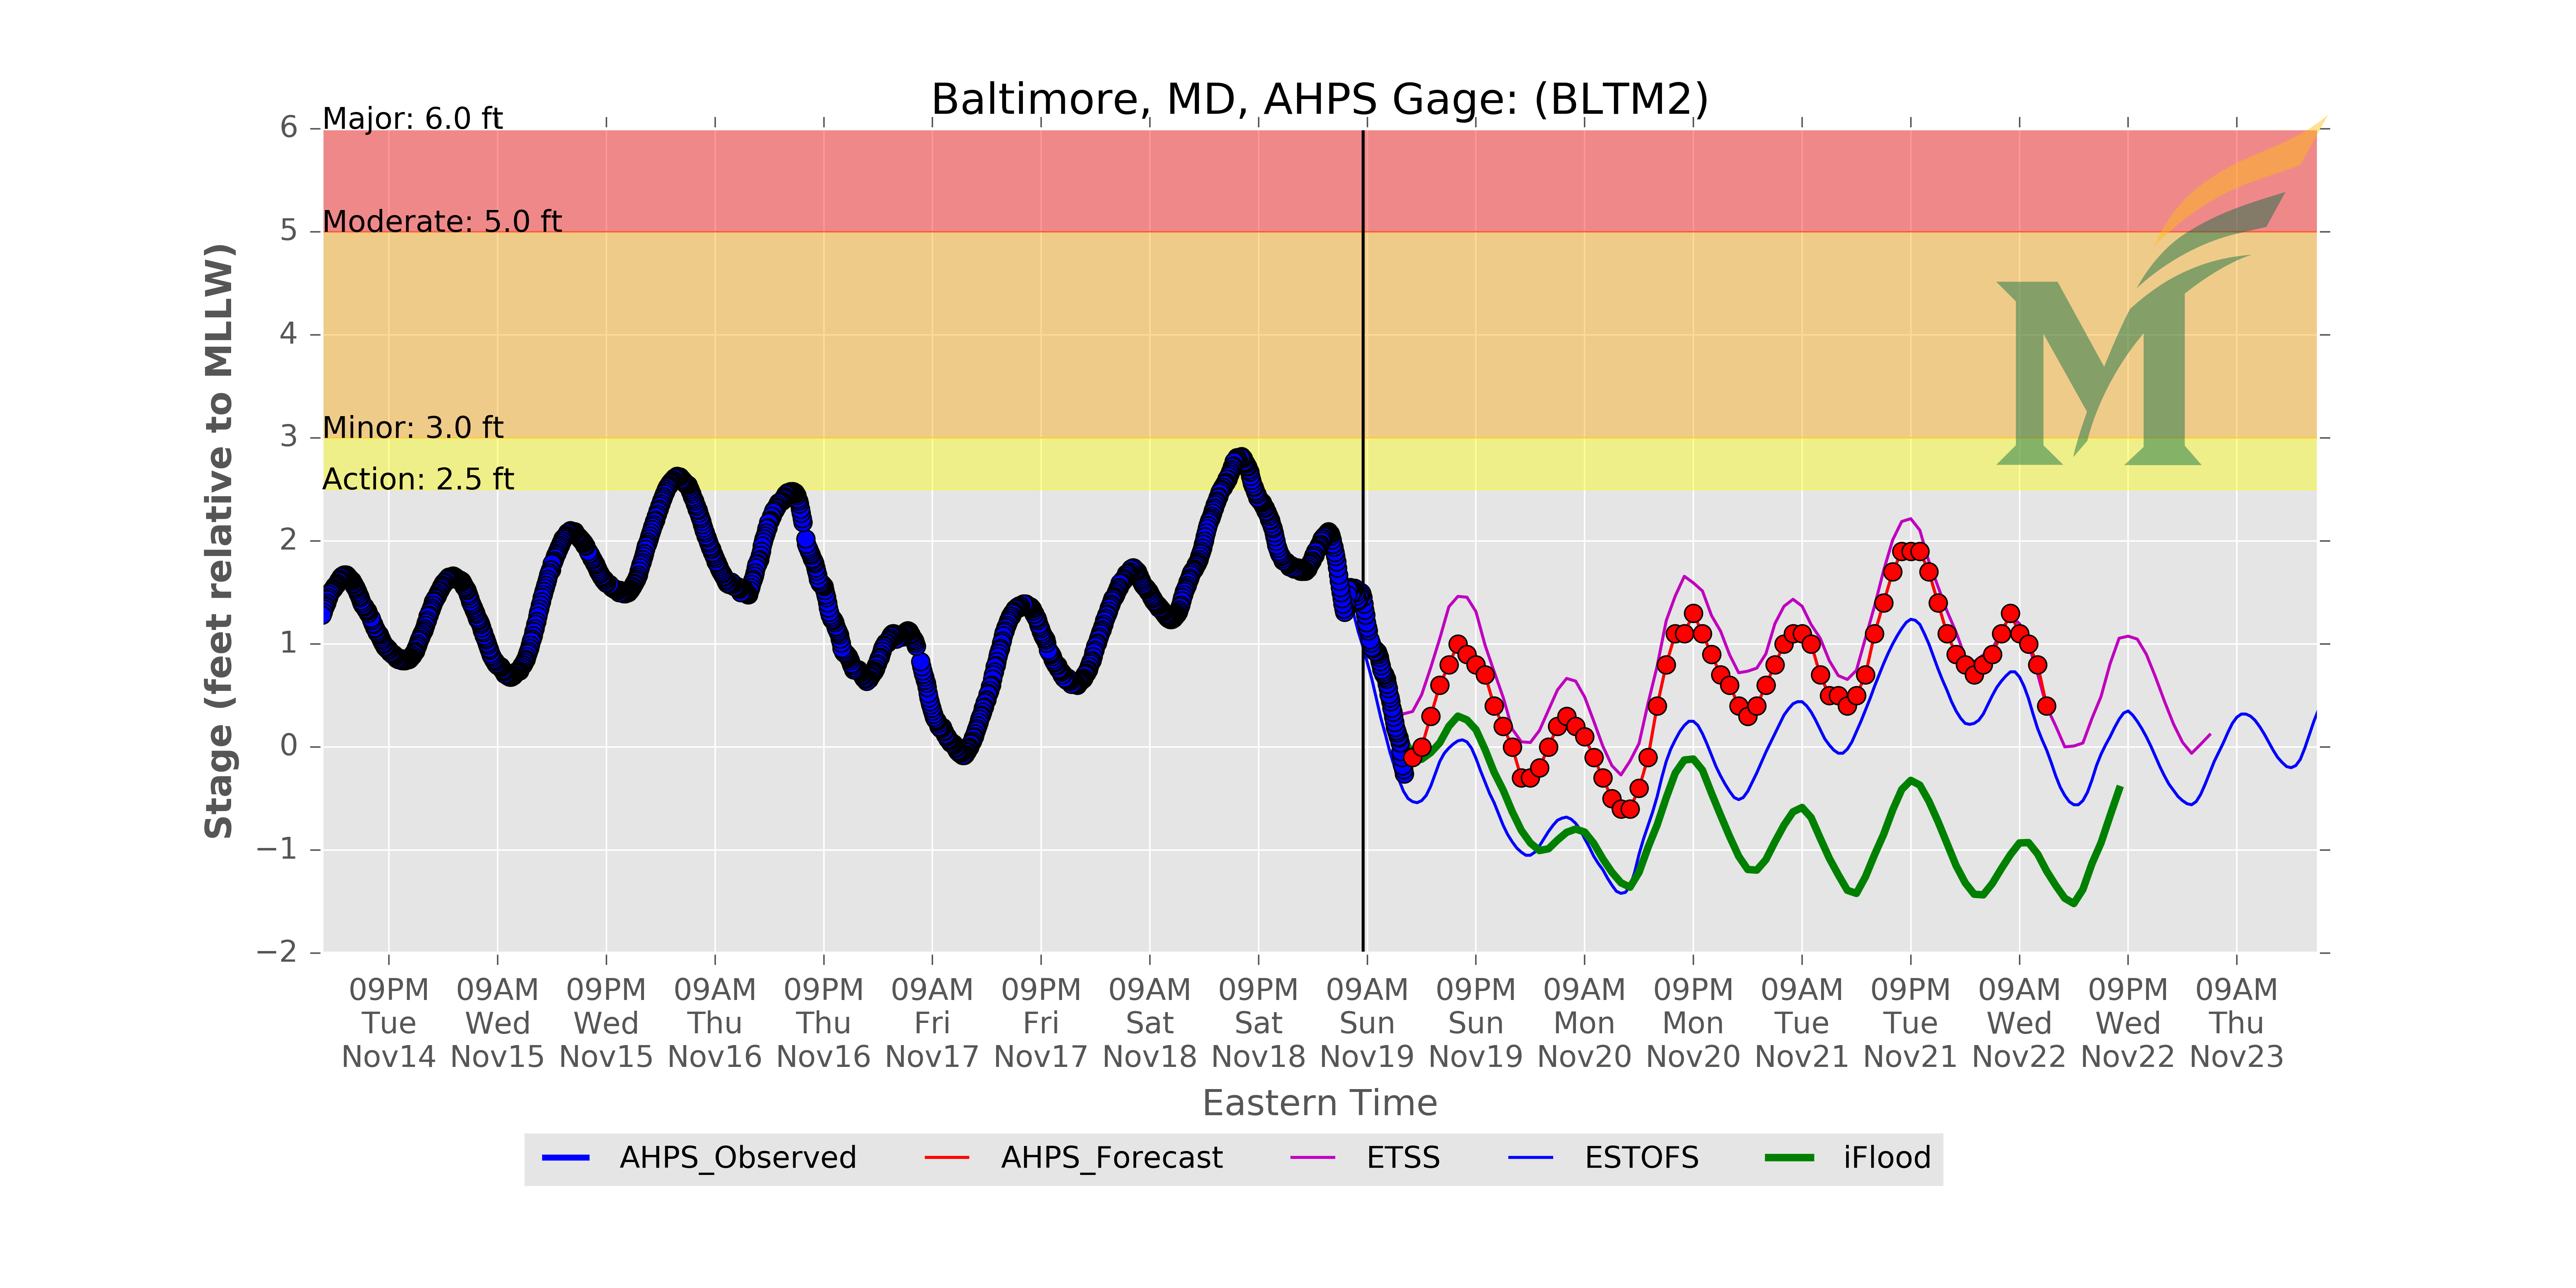 Baltimore, MD, AHPS Gage: (BLTM2)
Major: 6.0 ft
Moderate: 5.0 ft
Minor: 3.0 ft
Action: 2.5 ft
6
5
4
3
2
1
0
−1
−2
Stage (feet relative to MLLW)
09PM 09AM 09PM 09AM 09PM 09AM 09PM 09AM 09PM 09AM 09PM 09AM 09PM 09AM 09PM 09AM 09PM 09AM
Tue Wed Wed Thu Thu Fri Fri Sat Sat Sun Sun Mon Mon Tue Tue Wed Wed Thu
Nov14 Nov15 Nov15 Nov16 Nov16 Nov17 Nov17 Nov18 Nov18 Nov19 Nov19 Nov20 Nov20 Nov21 Nov21 Nov22 Nov22 Nov23
Eastern Time
AHPS_Observed AHPS_Forecast ETSS ESTOFS iFlood
M